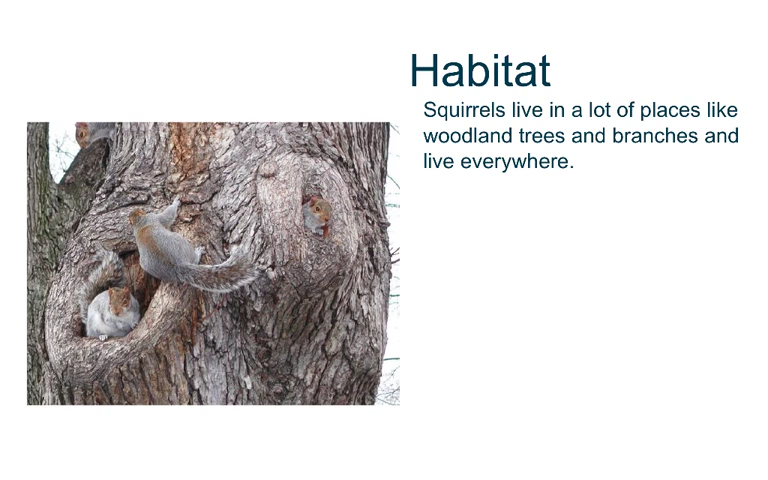 Habitat
Squirrels live in a lot of places like
woodland trees and branches and
live everywhere.